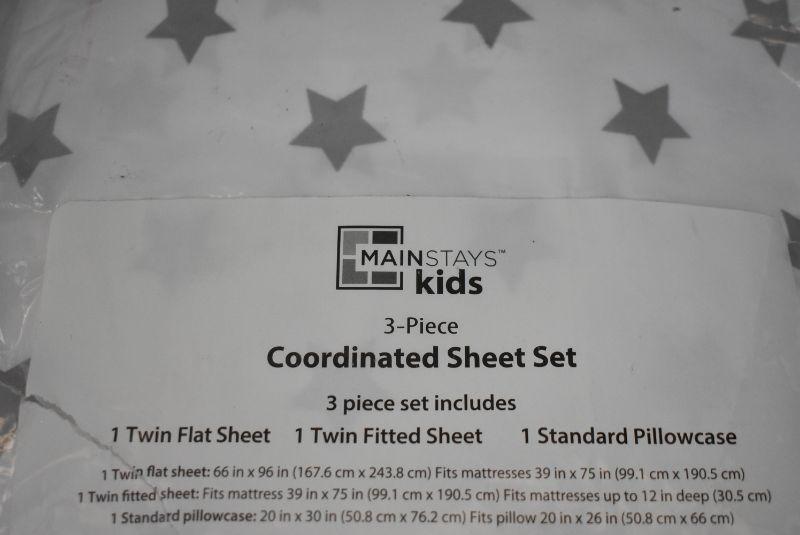 MAINSTAYS™
kids
3-Piece
Coordinated Sheet Set
3 piece set includes
1 Twin Flat Sheet 1 Twin Fitted Sheet 1 Standard Pillowcase
1 Twin flat sheet: 66 in x 96 in (167.6 cm x 243.8 cm) Fits mattresses 39 in x 75 in (99.1 cm x 190.5 cm)
1 Twin fitted sheet: Fits mattress 39 in x 75 in (99.1 cm x 190.5 cm) Fits mattresses up to 12 in deep (30.5 cm)
1 Standard pillowcase: 20 in x 30 in (50.8 cm x 76.2 cm) Fits pillow 20 in x 26 in (50.8 cm x 66 cm)